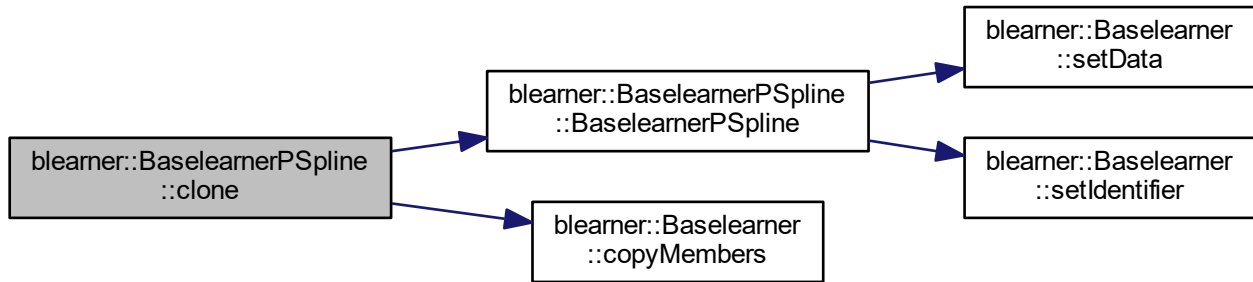 blearner::BaselearnerPSpline
::clone
blearner::BaselearnerPSpline
::BaselearnerPSpline
blearner::Baselearner
::setData
blearner::Baselearner
::setIdentifier
blearner::Baselearner
::copyMembers